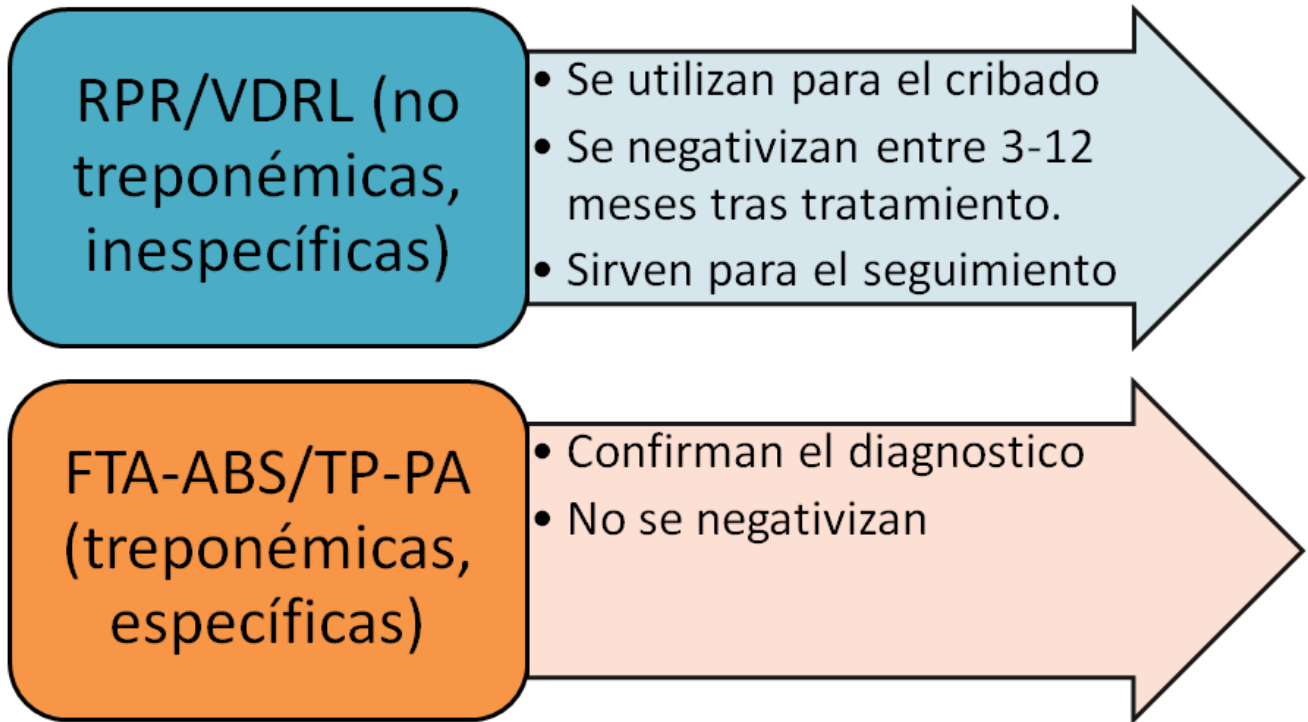 RPR/VDRL (no
treponémicas,
inespecíficas)
• Se utilizan para el cribado
• Se negativizan entre 3-12
meses tras tratamiento.
• Sirven para el seguimiento
FTA-ABS/TP-PA
(treponémicas,
específicas)
• Confirman el diagnostico
• No se negativizan